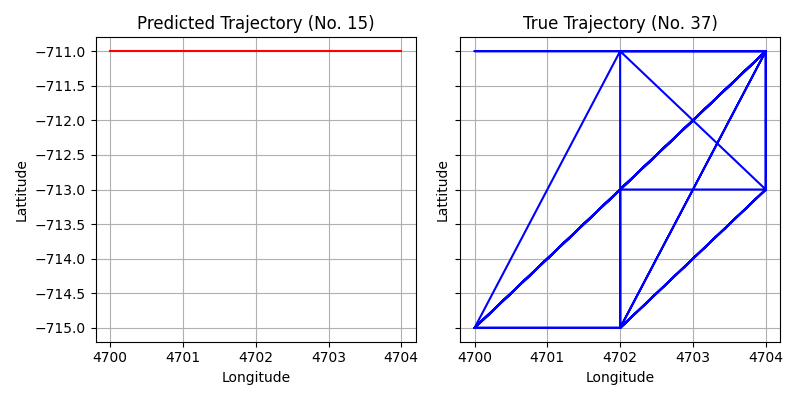 Predicted Trajectory (No. 15)
Lattitude
−711.0
−711.5
−712.0
−712.5
−713.0
−713.5
−714.0
−714.5
−715.0
4700 4701 4702 4703 4704
Longitude
True Trajectory (No. 37)
Lattitude
4700 4701 4702 4703 4704
Longitude